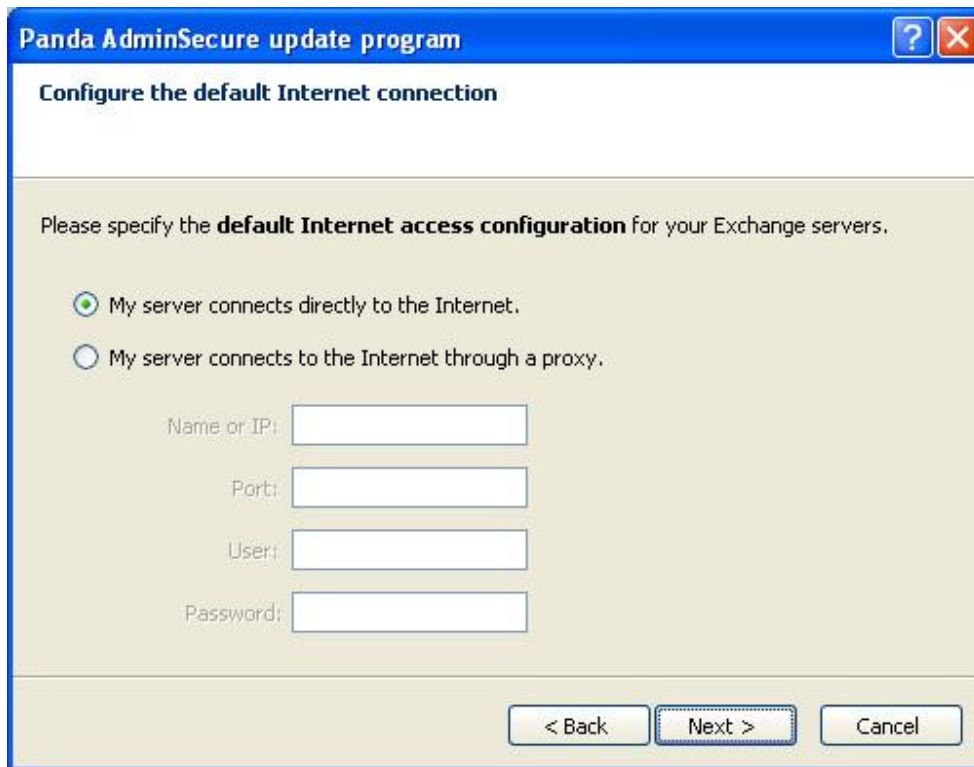 Panda AdminSecure update program
Configure the default Internet connection
Please specify the default Internet access configuration for your Exchange servers.
My server connects directly to the Internet.
My server connects to the Internet through a proxy.
Name or IP:
Port:
User:
Password:
< Back Next > Cancel